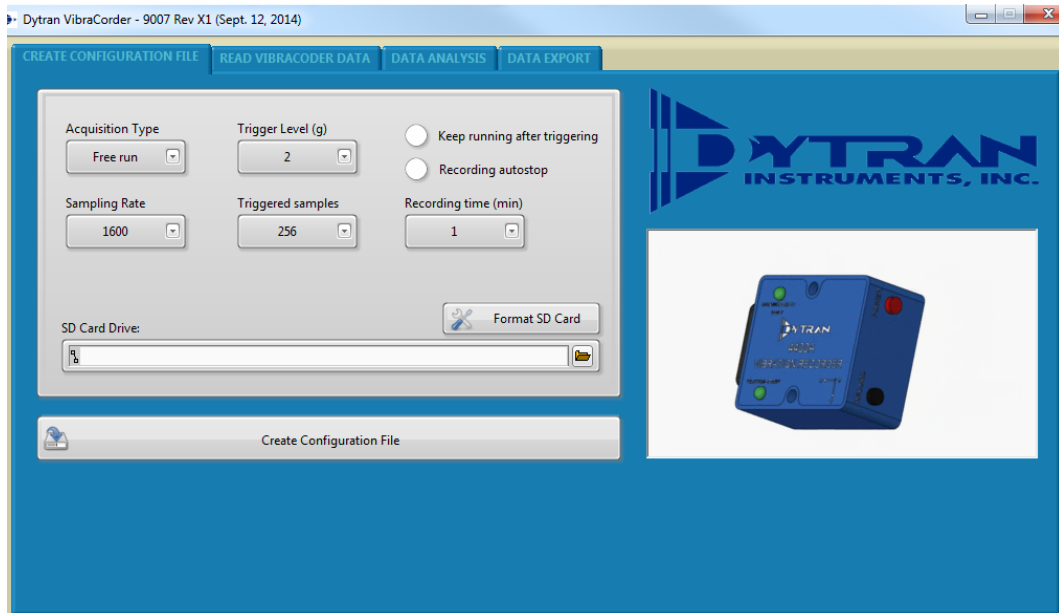 Dytran VibraCorder - 9007 Rev X1 (Sept. 12, 2014)
CREATE CONFIGURATION FILE
READ VIBRACODER DATA
DATA ANALYSIS
DATA EXPORT
Acquisition Type
Trigger Level (g)
Keep running after triggering
Free run
2
Recording autostop
Sampling Rate
Triggered samples
Recording time (min)
1600
256
1
Format SD Card
SD Card Drive:
Create Configuration File
DYTRAN
INSTRUMENTS, INC.
DYTRAN
VIBRATION RECORDER